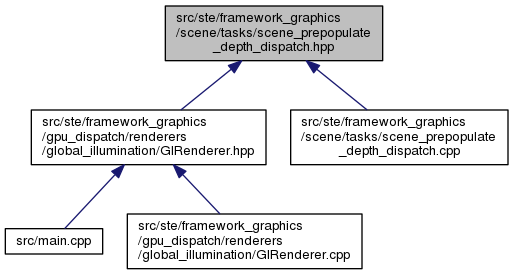 src/ste/framework_graphics
/scene/tasks/scene_prepopulate
_depth_dispatch.hpp
src/ste/framework_graphics
/gpu_dispatch/renderers
/global_illumination/GIRenderer.hpp
src/ste/framework_graphics
/scene/tasks/scene_prepopulate
_depth_dispatch.cpp
src/main.cpp
src/ste/framework_graphics
/gpu_dispatch/renderers
/global_illumination/GIRenderer.cpp